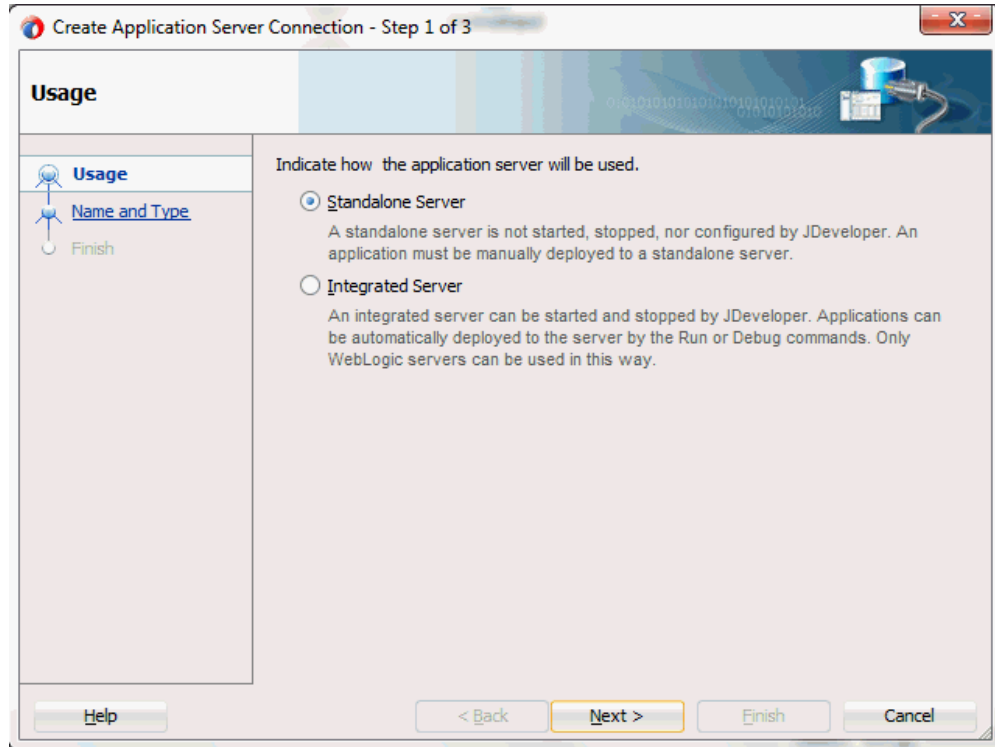 Create Application Server Connection - Step 1 of 3
Usage
Usage
Name and Type
Finish
Indicate how the application server will be used.
Standalone Server
A standalone server is not started, stopped, nor configured by JDeveloper. An
application must be manually deployed to a standalone server.
Integrated Server
An integrated server can be started and stopped by JDeveloper. Applications can
be automatically deployed to the server by the Run or Debug commands. Only
WebLogic servers can be used in this way.
Help
< Back
Next >
Finish
Cancel